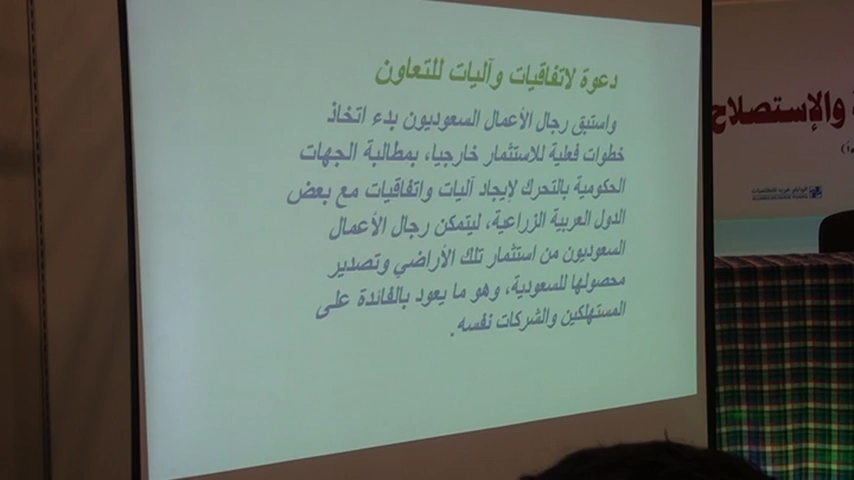 دعوة لاتفاقيات وآليات للتعاون
واستبق رجال الأعمال السعوديون بدء اتخاذ
خطوات فعلية للاستثمار خارجيا، بمطالبة الجهات
الحكومية بالتحرك لإيجاد آليات واتفاقيات مع بعض
الدول العربية الزراعية، ليتمكن رجال الأعمال
السعوديون من استثمار تلك الأراضي وتصدير
محصولها للسعودية، وهو ما يعود بالفائدة على
المستهلكين والشركات نفسه.
والإستصلاح